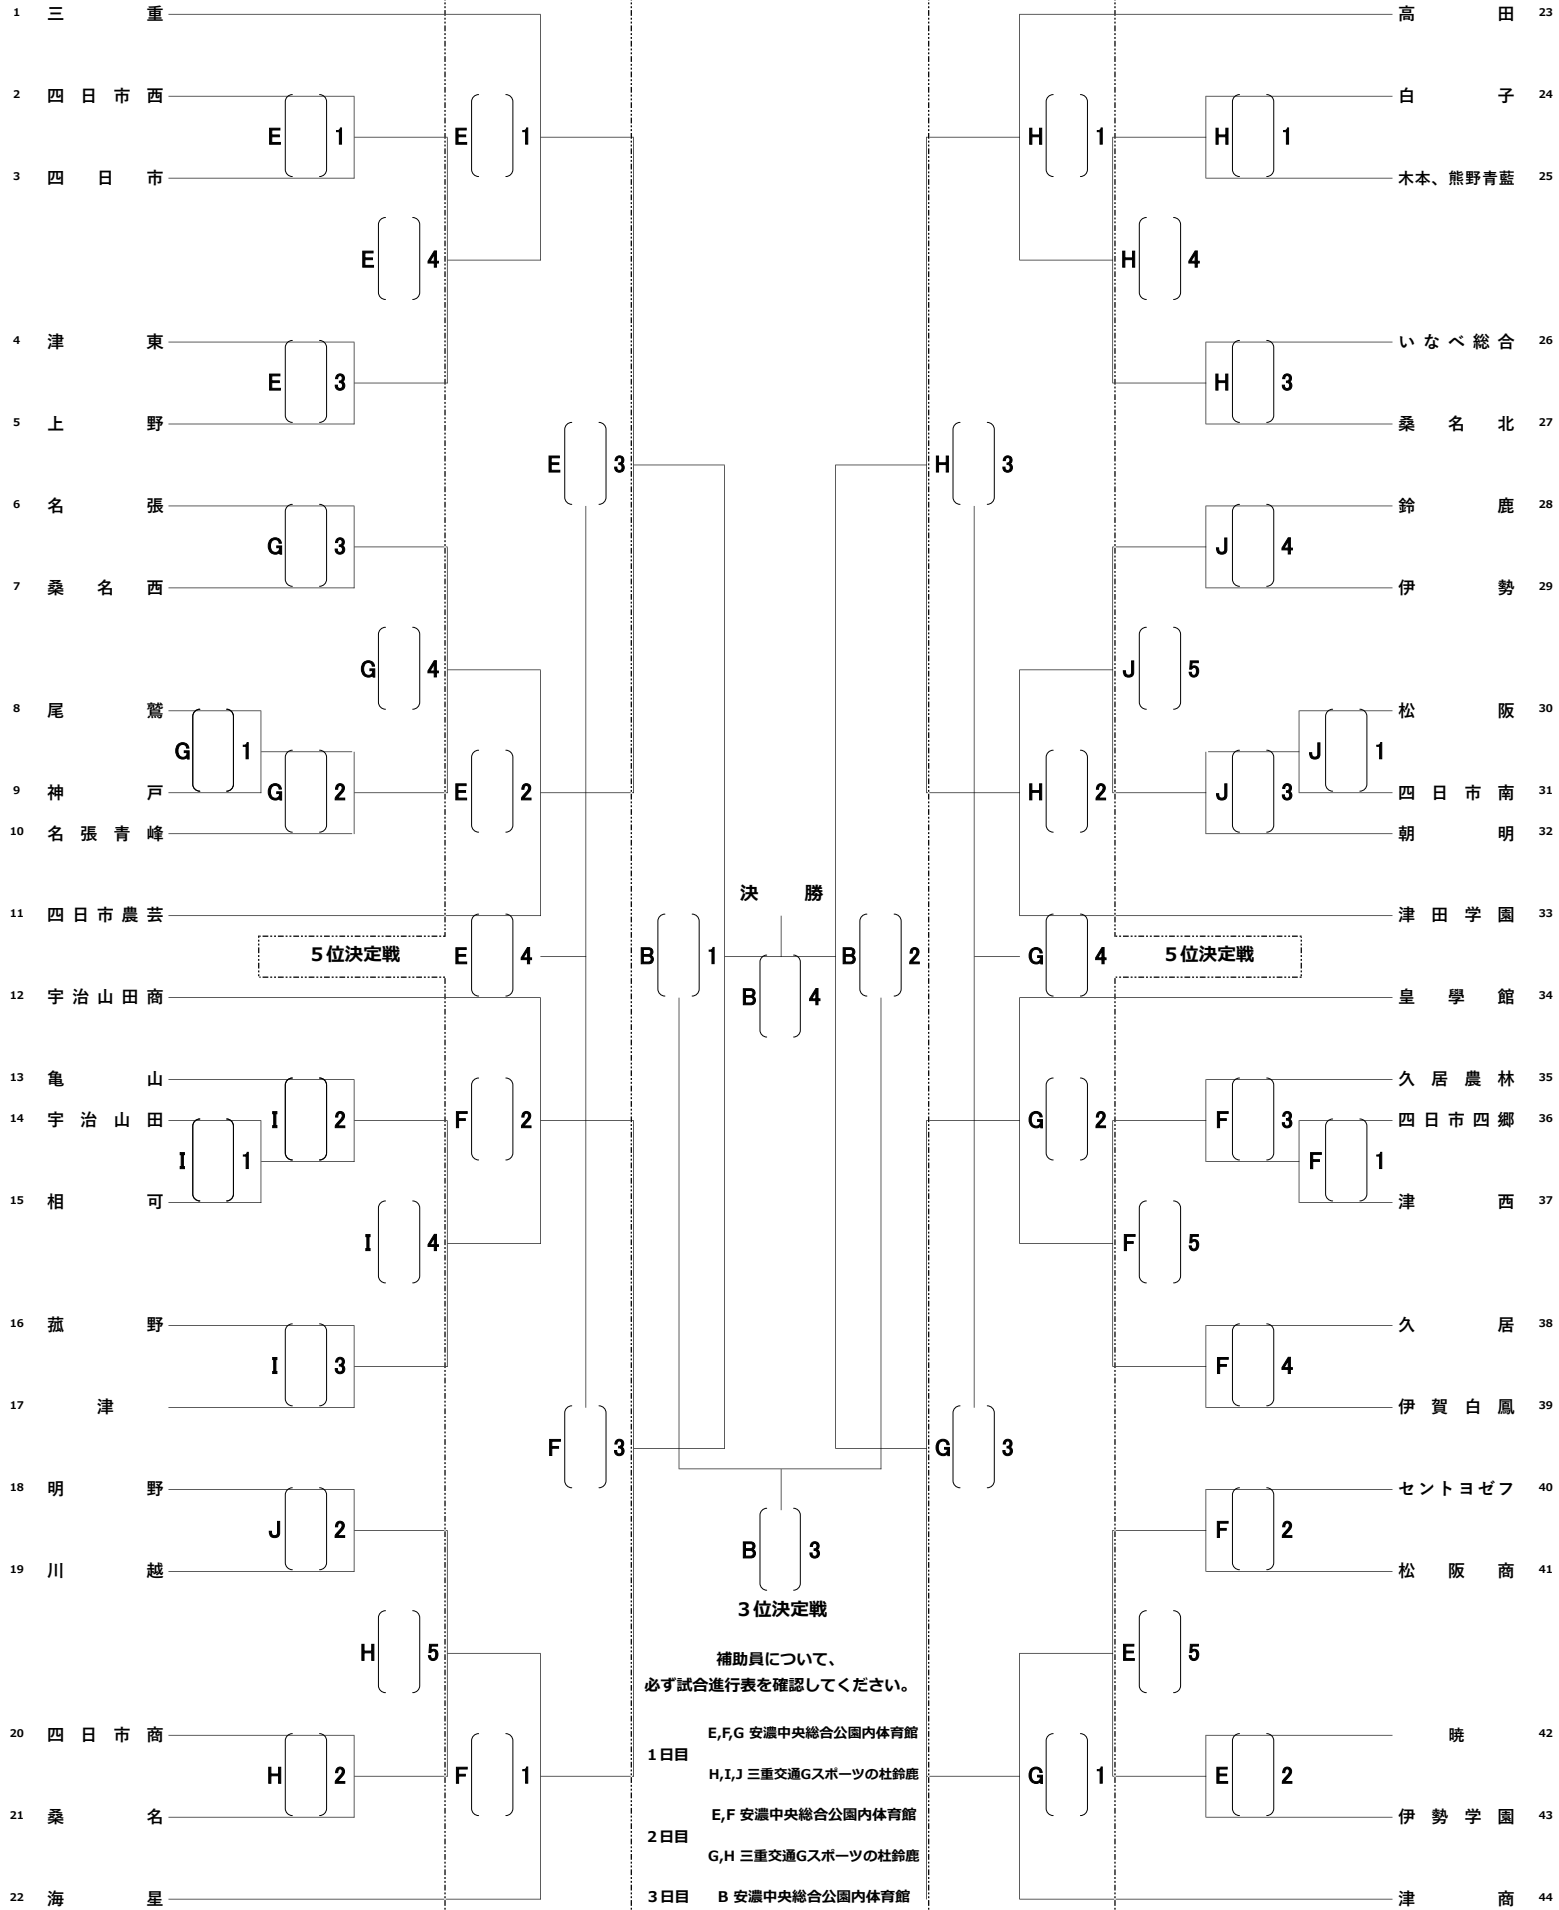 1 三重
高田 23
2 四日市西
白子 24
E 1
E 1
H 1
H 1
3 四日市
木本、熊野青藍 25
E 4
H 4
4 津東
いなべ総合 26
E 3
H 3
5 上野
桑名北 27
E 3
H 3
6 名張
鈴鹿 28
G 3
J 4
7 桑名西
伊勢 29
G 4
J 5
8 尾鷲
松阪 30
G 1
J 1
9 神戸
G 2
E 2
H 2
J 3
四日市南 31
10 名張青峰
朝明 32
決勝
11 四日市農芸
津田学園 33
5位決定戦
E 4
B 1
B 2
G 4
5位決定戦
12 宇治山田商
B 4
皇學館 34
13 亀山
久居農林 35
14 宇治山田
I 2
F 2
G 2
F 3
四日市四郷 36
I 1
F 1
15 相可
津西 37
I 4
F 5
16 菰野
久居 38
I 3
F 4
17 津
伊賀白鳳 39
F 3
G 3
18 明野
セントヨゼフ 40
J 2
F 2
B 3
19 川越
松阪商 41
3位決定戦
H 5
E 5
補助員について、
必ず試合進行表を確認してください。
20 四日市商
暁 42
1日目
E,F,G 安濃中央総合公園内体育館
H,I,J 三重交通Gスポーツの杜鈴鹿
H 2
F 1
G 1
E 2
21 桑名
伊勢学園 43
2日目
E,F 安濃中央総合公園内体育館
G,H 三重交通Gスポーツの杜鈴鹿
22 海星
3日目 B 安濃中央総合公園内体育館
津商 44